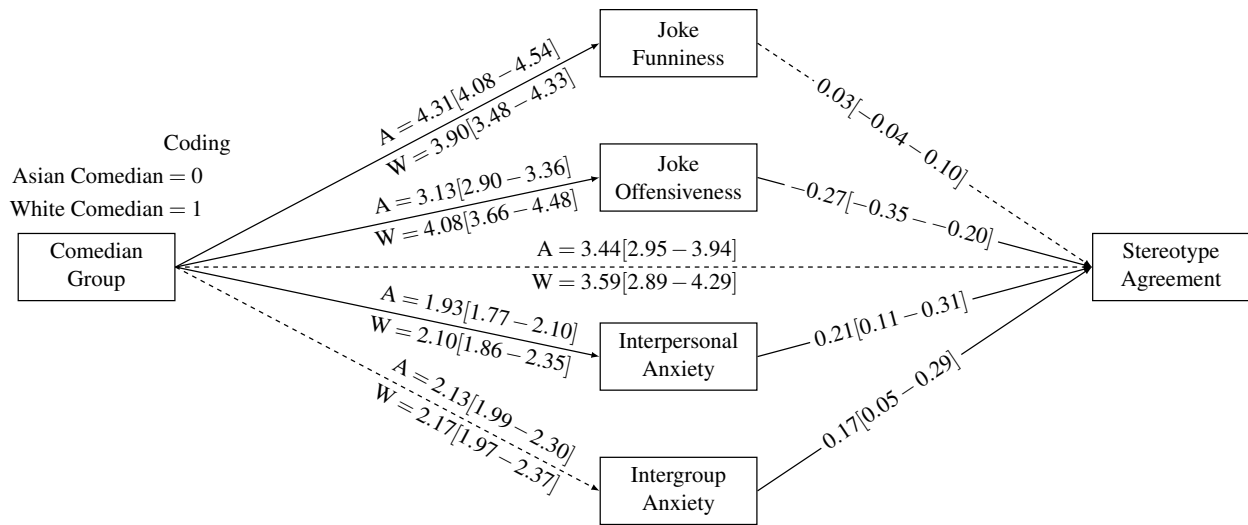 Joke
Funniness
A = 4.31[4.08 − 4.54]
W = 3.90[3.48 − 4.33]
0.03[−0.04 − 0.10]
Coding
Asian Comedian = 0
White Comedian = 1
Joke
Offensiveness
A = 3.13[2.90 − 3.36]
W = 4.08[3.66 − 4.48]
−0.27[−0.35 − −0.20]
Comedian
Group
A = 3.44[2.95 − 3.94]
W = 3.59[2.89 − 4.29]
Stereotype
Agreement
A = 1.93[1.77 − 2.10]
W = 2.10[1.86 − 2.35]
Interpersonal
Anxiety
0.21[0.11 − 0.31]
A = 2.13[1.99 − 2.30]
W = 2.17[1.97 − 2.37]
Intergroup
Anxiety
0.17[0.05 − 0.29]